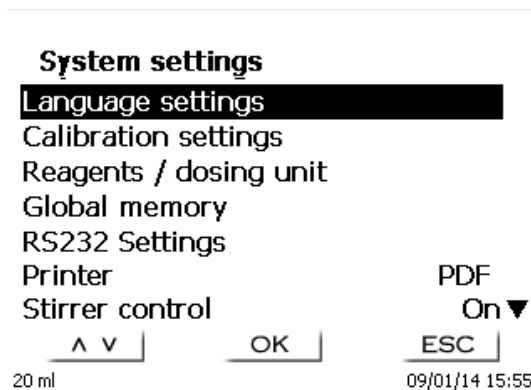 System settings
Language settings
Calibration settings
Reagents / dosing unit
Global memory
RS232 Settings
Printer PDF
Stirrer control On ▼
∧ ∨ OK ESC
20 ml 09/01/14 15:55